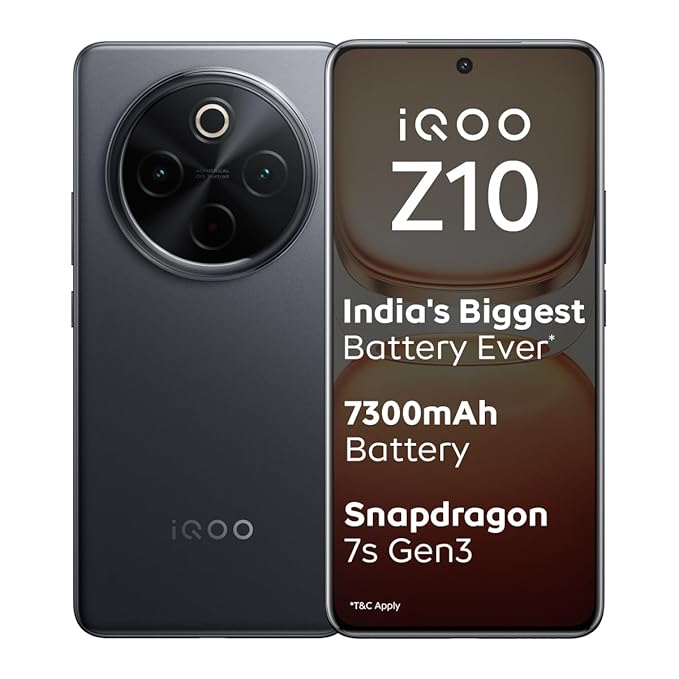 iQOO
Z10
India's Biggest
Battery Ever*
7300mAh
Battery
Snapdragon
7s Gen3
*T&C Apply
iQOO